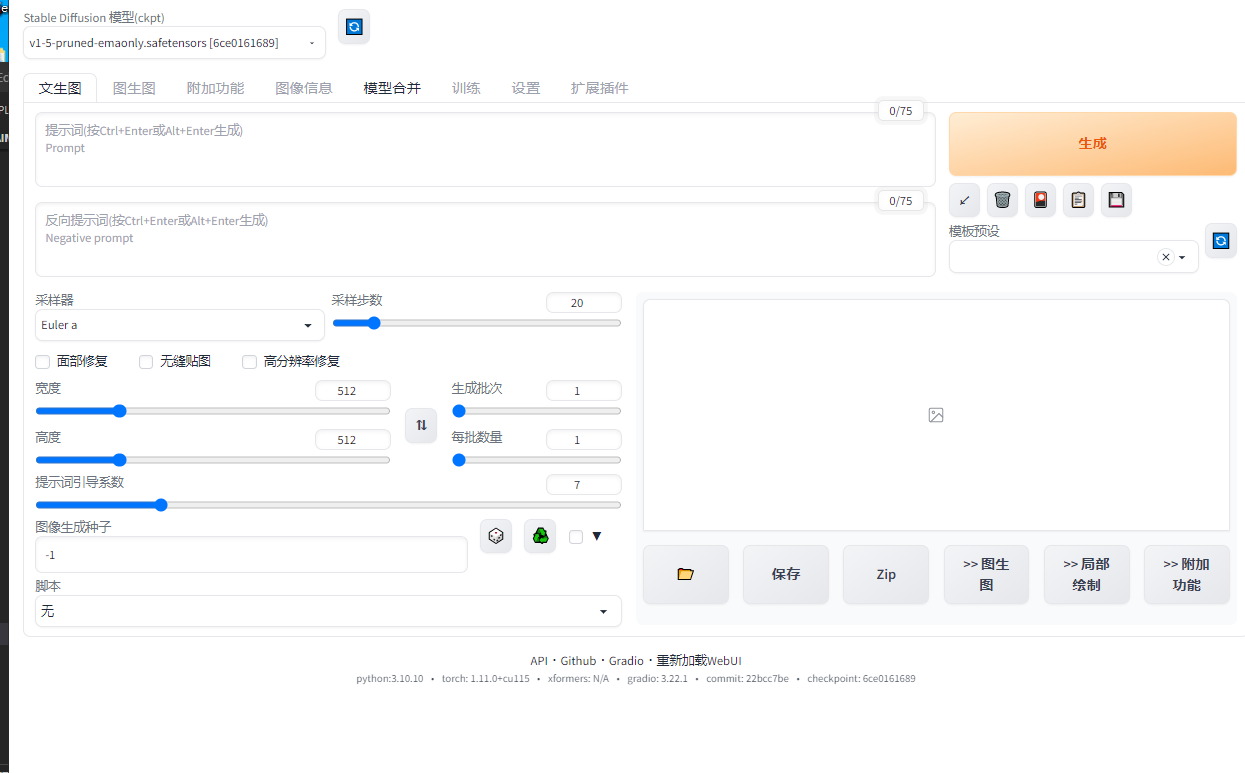 Stable Diffusion 模型(ckpt)
v1-5-pruned-emaonly.safetensors [6ce0161689]
文生图 图生图 附加功能 图像信息 模型合并 训练 设置 扩展插件
0/75
提示词(按Ctrl+Enter或Alt+Enter生成)
Prompt
生成
0/75
反向提示词(按Ctrl+Enter或Alt+Enter生成)
Negative prompt
模板预设
采样器
Euler a
采样步数
20
面部修复 无缝贴图 高分辨率修复
宽度
512
生成批次
1
高度
512
每批数量
1
提示词引导系数
7
图像生成种子
-1
脚本
无
保存
Zip
>> 图生
图
>> 局部
绘制
>> 附加
功能
API • Github • Gradio • 重新加载WebUI
python:3.10.10 • torch: 1.11.0+cu115 • xformers: N/A • gradio: 3.22.1 • commit: 22bcc7be • checkpoint: 6ce0161689